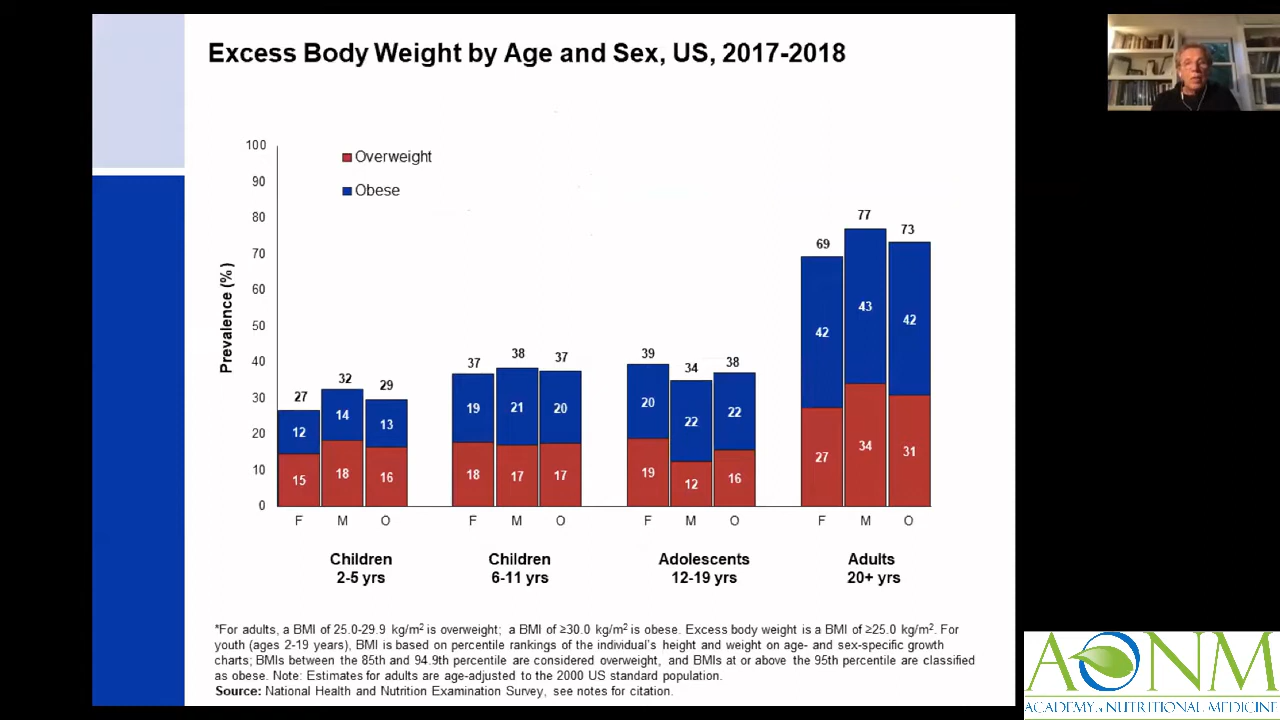 Excess Body Weight by Age and Sex, US, 2017-2018
Prevalence (%)
100
90
80
70
60
50
40
30
20
10
0
Overweight
Obese
27
12
15
32
14
18
29
13
16
37
19
18
38
21
17
37
20
17
39
20
19
34
22
12
38
22
16
69
42
27
77
43
34
73
42
31
F M O F M O F M O F M O
Children
2-5 yrs
Children
6-11 yrs
Adolescents
12-19 yrs
Adults
20+ yrs
*For adults, a BMI of 25.0-29.9 kg/m² is overweight; a BMI of ≥30.0 kg/m² is obese. Excess body weight is a BMI of ≥25.0 kg/m². For
youth (ages 2-19 years), BMI is based on percentile rankings of the individual's height and weight on age- and sex-specific growth
charts; BMIs between the 85th and 94.9th percentile are considered overweight, and BMIs at or above the 95th percentile are classified
as obese. Note: Estimates for adults are age-adjusted to the 2000 US standard population.
Source: National Health and Nutrition Examination Survey, see notes for citation.
AONM
ACADEMY of NUTRITIONAL MEDICINE